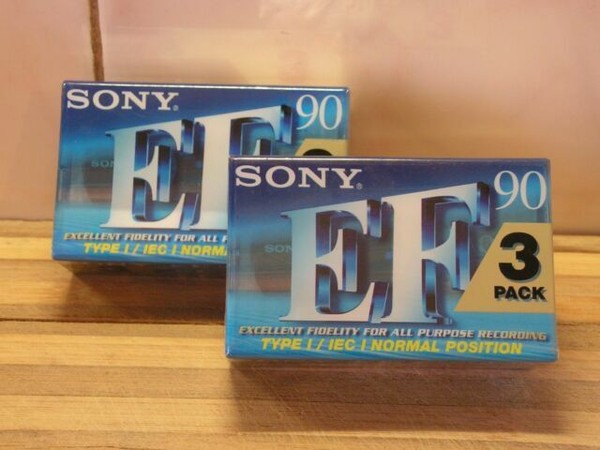 SONY®
90
EF
EXCELLENT FIDELITY FOR ALL
TYPE I / IEC I NORMA
SONY®
90
EF
3
PACK
EXCELLENT FIDELITY FOR ALL PURPOSE RECORDING
TYPE I / IEC I NORMAL POSITION